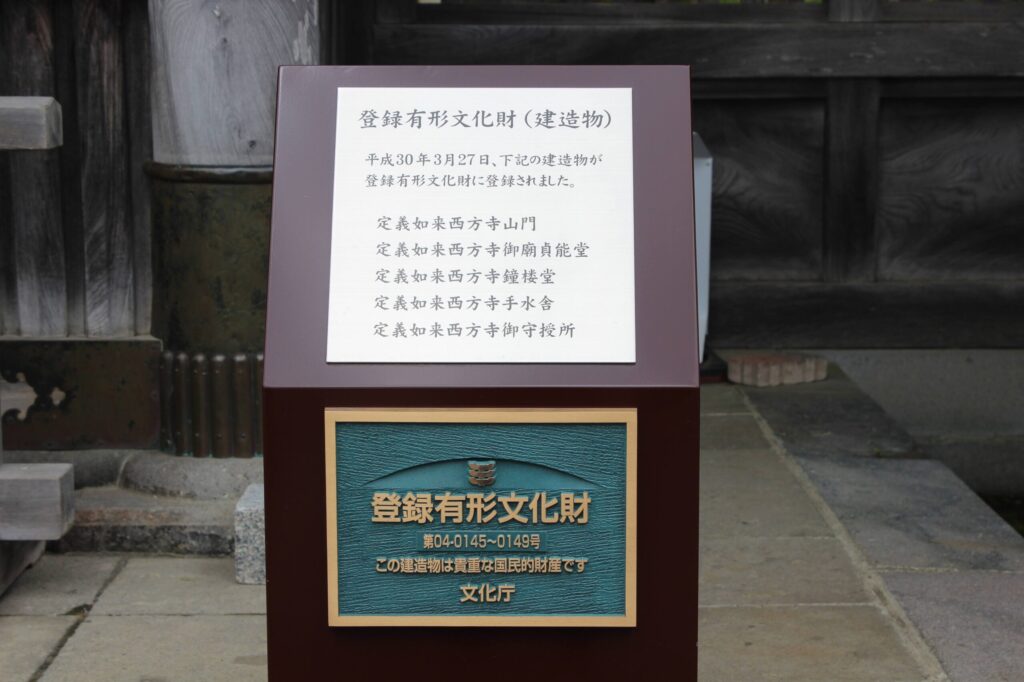 登録有形文化財(建造物)
平成30年3月27日、下記の建造物が
登録有形文化財に登録されました。
定義如来西方寺山門
定義如来西方寺御廟貞能堂
定義如来西方寺鐘楼堂
定義如来西方寺手水舎
定義如来西方寺御守授所
登録有形文化財
第04-0145~0149号
この建造物は貴重な国民的財産です
文化庁